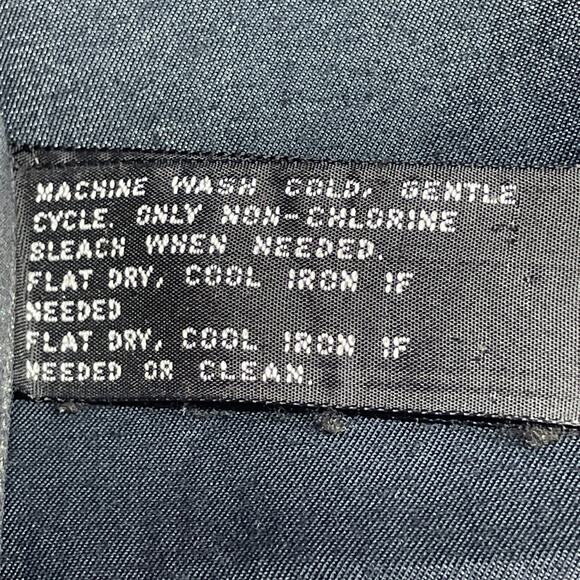 MACHINE WASH COLD, GENTLE
CYCLE. ONLY NON-CHLORINE
BLEACH WHEN NEEDED.
FLAT DRY, COOL IRON IF
NEEDED
FLAT DRY, COOL IRON IF
NEEDED OR CLEAN.